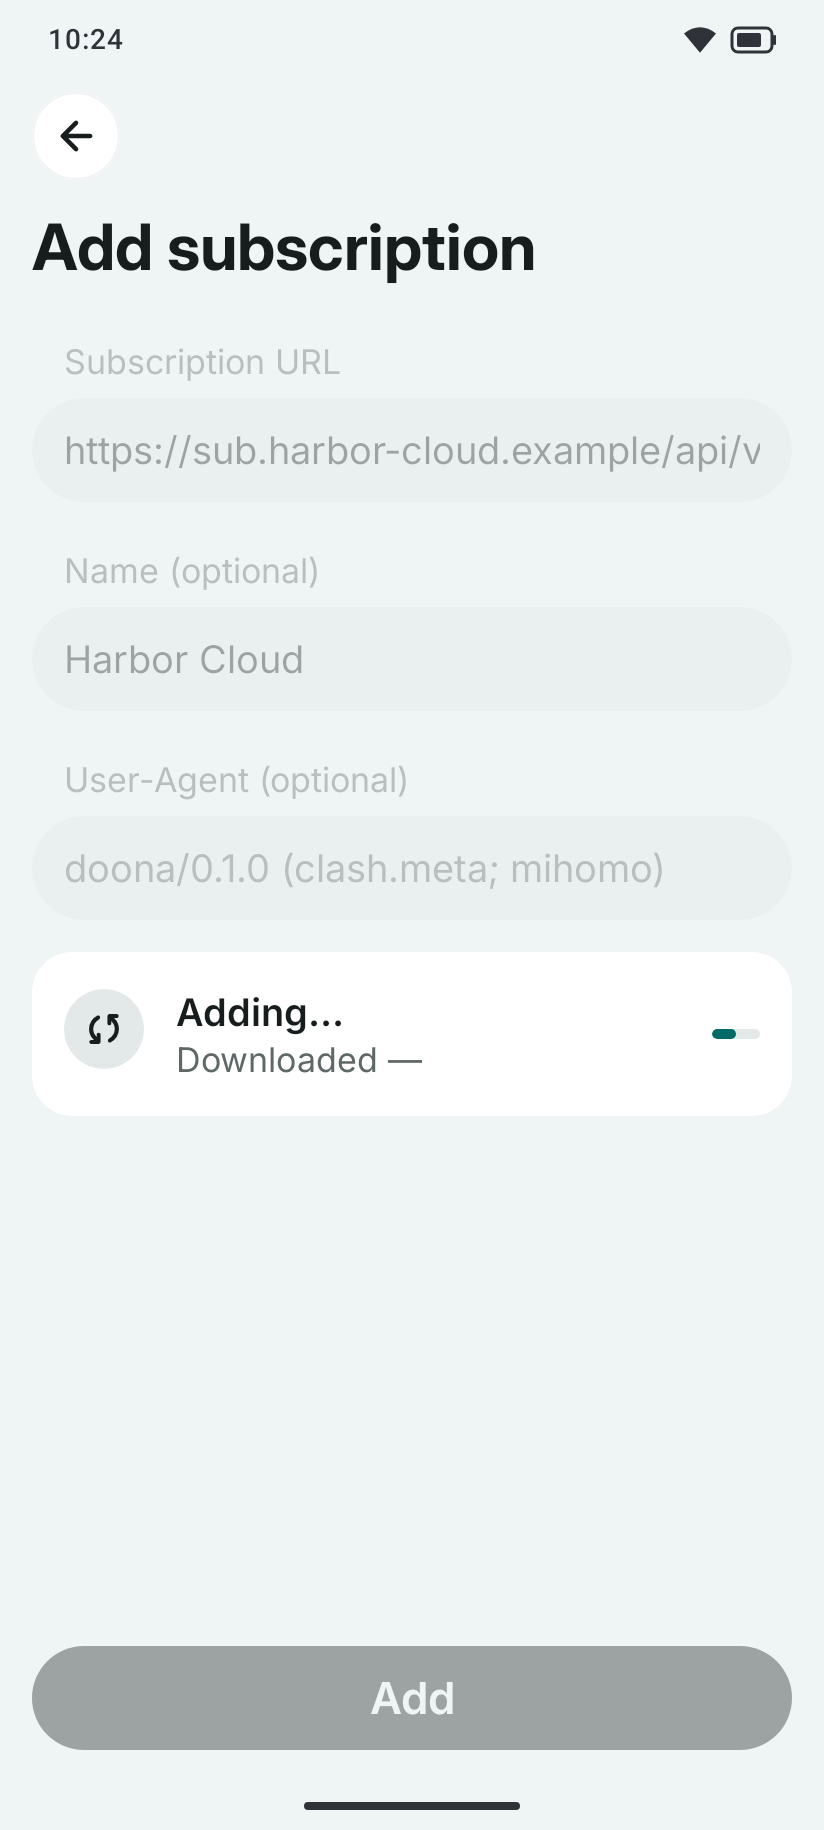 10:24
Add subscription
Subscription URL
https://sub.harbor-cloud.example/api/v
Name (optional)
Harbor Cloud
User-Agent (optional)
doona/0.1.0 (clash.meta; mihomo)
Adding...
Downloaded —
Add